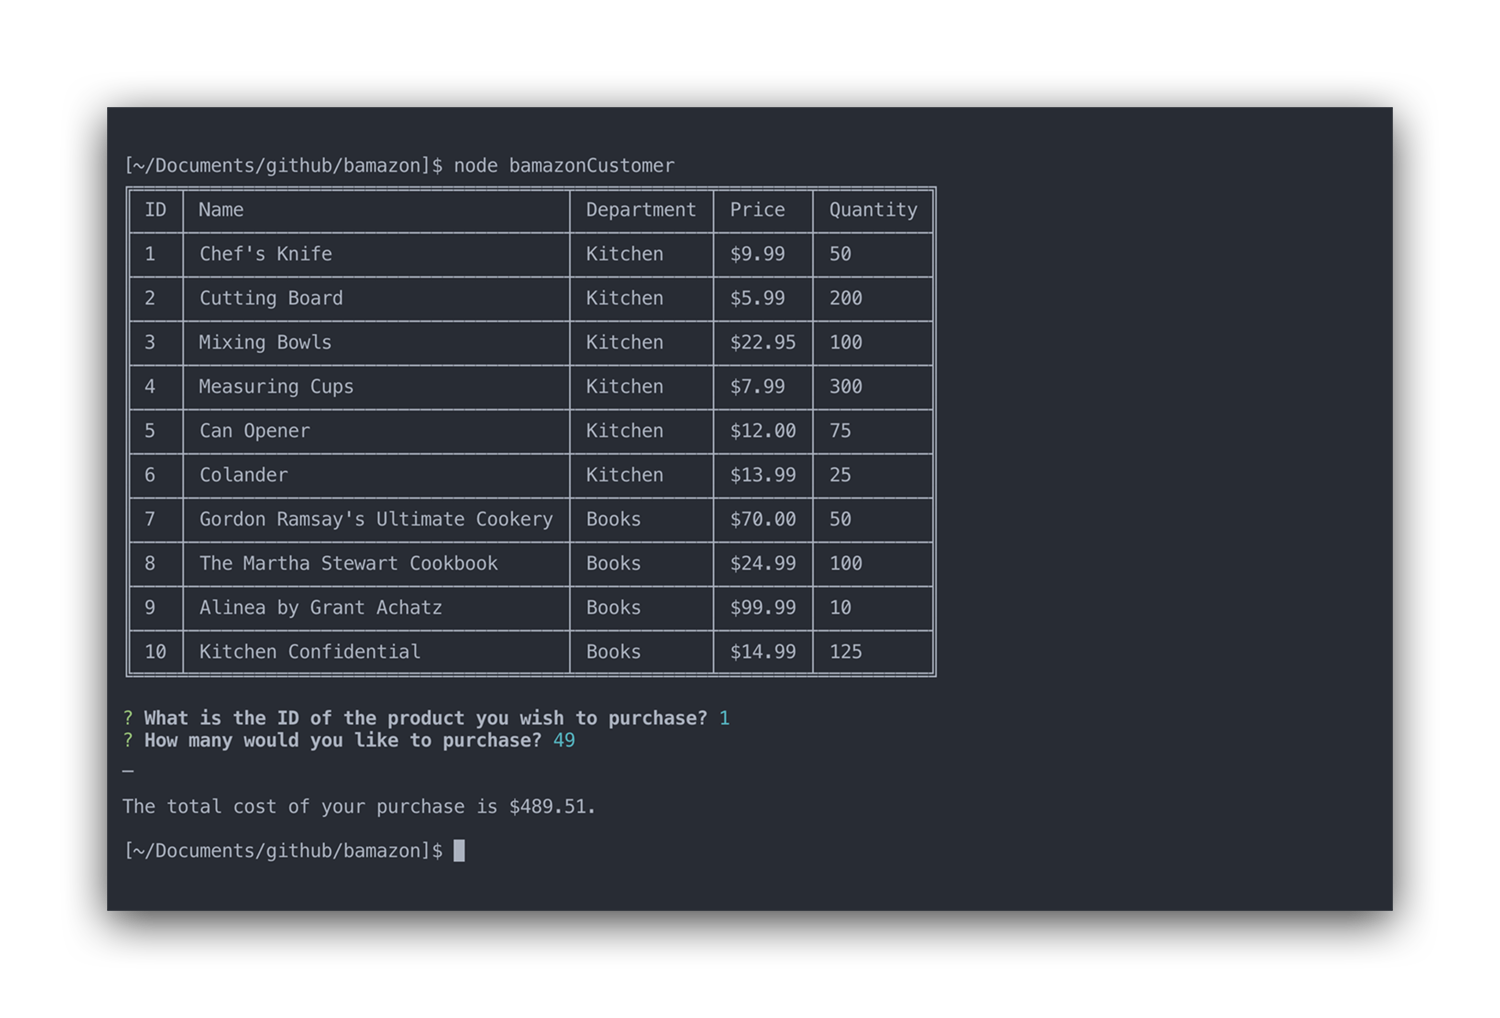 [~/Documents/github/bamazon]$ node bamazonCustomer
ID Name Department Price Quantity
1 Chef's Knife Kitchen $9.99 50
2 Cutting Board Kitchen $5.99 200
3 Mixing Bowls Kitchen $22.95 100
4 Measuring Cups Kitchen $7.99 300
5 Can Opener Kitchen $12.00 75
6 Colander Kitchen $13.99 25
7 Gordon Ramsay's Ultimate Cookery Books $70.00 50
8 The Martha Stewart Cookbook Books $24.99 100
9 Alinea by Grant Achatz Books $99.99 10
10 Kitchen Confidential Books $14.99 125
? What is the ID of the product you wish to purchase? 1
? How many would you like to purchase? 49
_
The total cost of your purchase is $489.51.
[~/Documents/github/bamazon]$